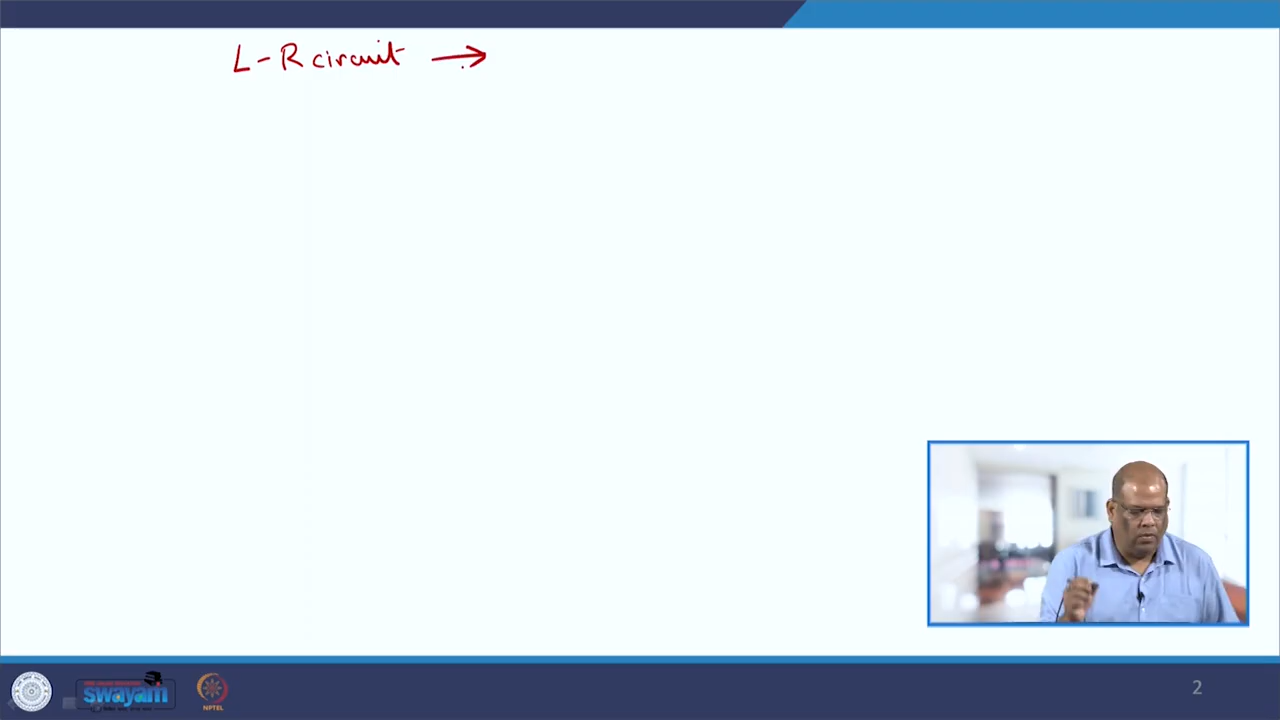 L-R circuit →
swayam
NPTEL
2